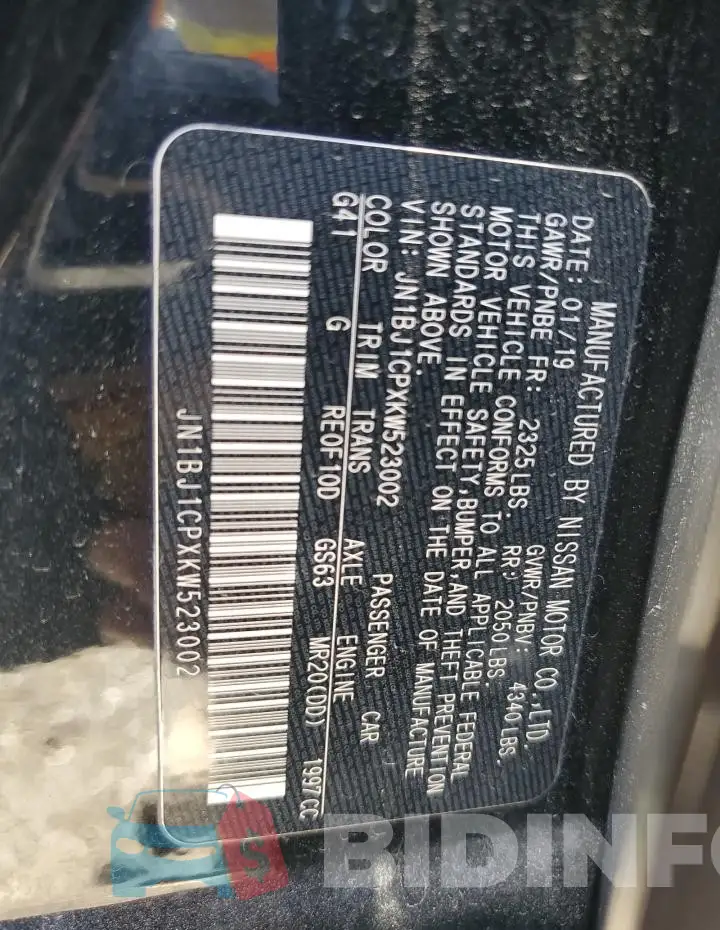 MANUFACTURED BY NISSAN MOTOR CO.,LTD.
DATE: 01/19 GVWR/PNBV: 4340 LBS.
GAWR/PNBE FR: 2325 LBS. RR: 2050 LBS
THIS VEHICLE CONFORMS TO ALL APPLICABLE FEDERAL
MOTOR VEHICLE SAFETY,BUMPER,AND THEFT PREVENTION
STANDARDS IN EFFECT ON THE DATE OF MANUFACTURE
SHOWN ABOVE.
VIN: JN1BJ1CPXKW523002 PASSENGER CAR
COLOR TRIM TRANS AXLE ENGINE
G41 G RE0F10D GS63 MR20(DD) 1997CC
JN1BJ1CPXKW523002
BIDINFO